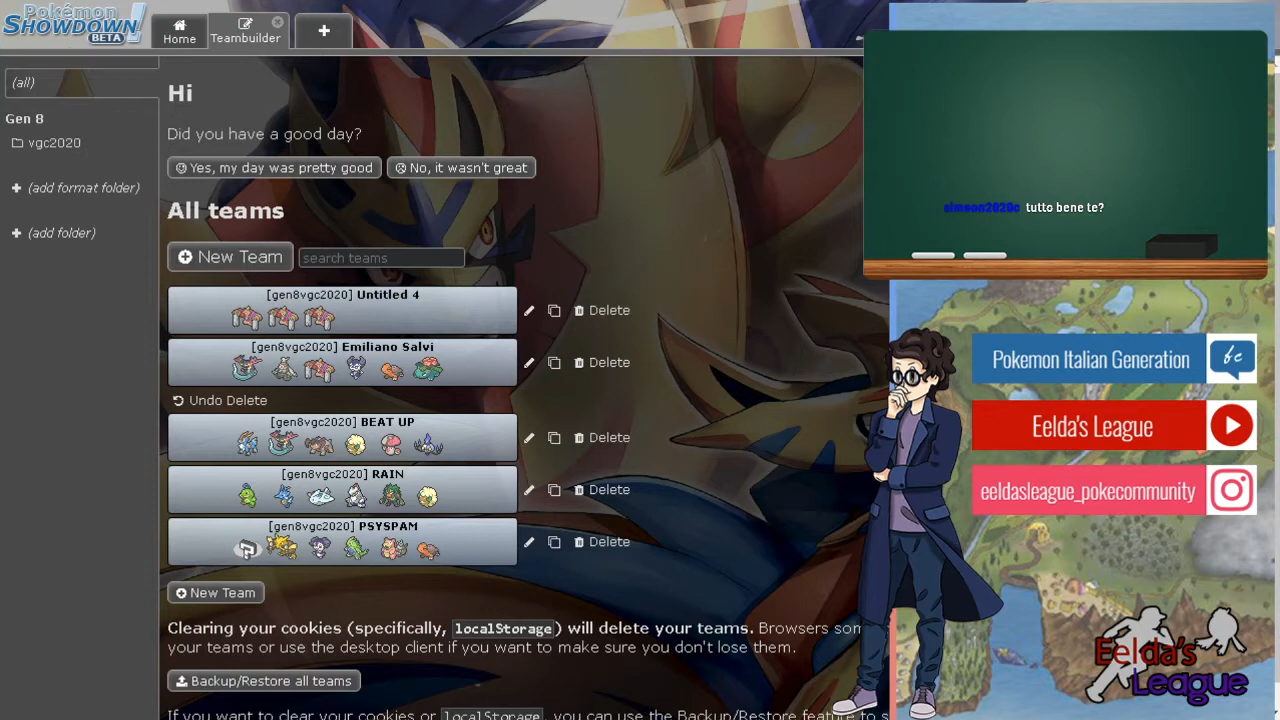 Pokémon
SHOWDOWN!
BETA
Home
Teambuilder
(all)
Gen 8
vgc2020
(add format folder)
(add folder)
Hi
Did you have a good day?
Yes, my day was pretty good
No, it wasn't great
All teams
New Team
search teams
[gen8vgc2020] Untitled 4
Delete
[gen8vgc2020] Emiliano Salvi
Delete
Undo Delete
[gen8vgc2020] BEAT UP
Delete
[gen8vgc2020] RAIN
Delete
[gen8vgc2020] PSYSPAM
Delete
New Team
Clearing your cookies (specifically, localStorage) will delete your teams. Browsers som
your teams or use the desktop client if you want to make sure you don't lose them.
Backup/Restore all teams
If you want to clear your cookies or localStorage, you can use the Backup/Restore feature to s
tutto bene te?
Pokemon Italian Generation
Eelda's League
eeldasleague_pokecommunity
Eelda's
League